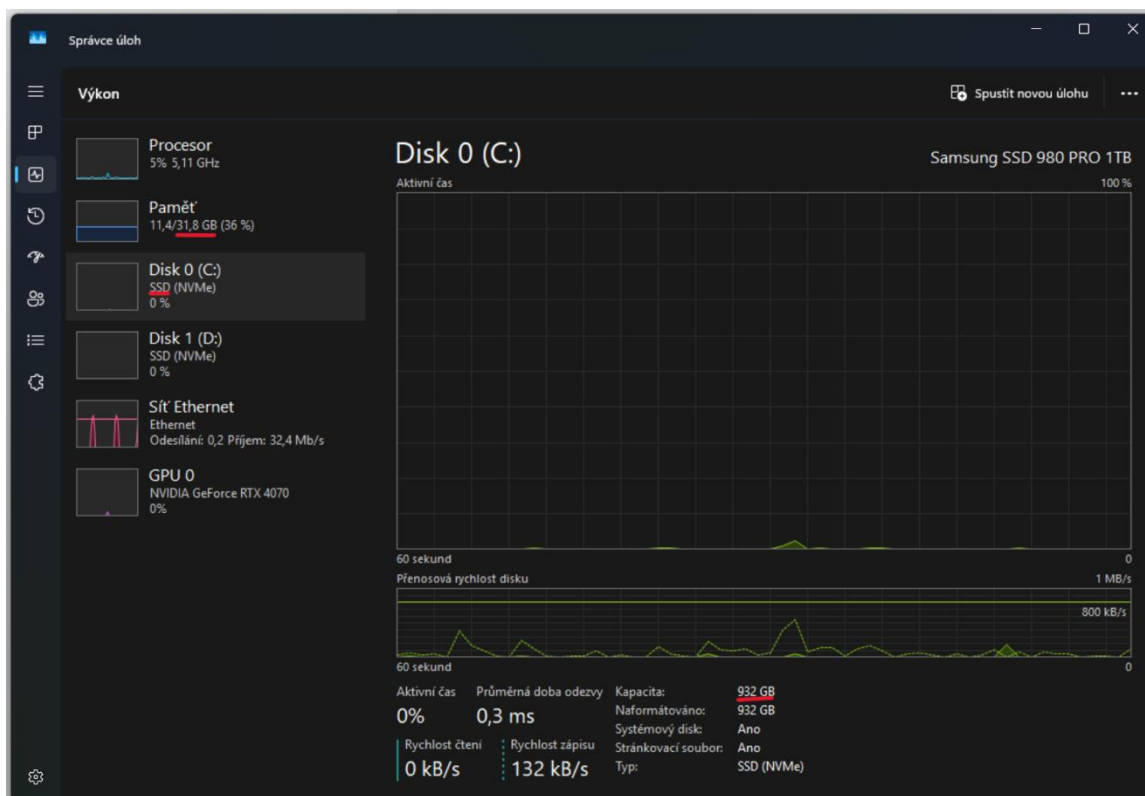 Správce úloh
Výkon
Spustit novou úlohu
Procesor
5% 5,11 GHz
Paměť
11,4/31,8 GB (36 %)
Disk 0 (C:)
SSD (NVMe)
0 %
Disk 1 (D:)
SSD (NVMe)
0 %
Síť Ethernet
Ethernet
Odesílání: 0,2 Příjem: 32,4 Mb/s
GPU 0
NVIDIA GeForce RTX 4070
0%
Disk 0 (C:)
Samsung SSD 980 PRO 1TB
Aktivní čas
100 %
60 sekund
0
Přenosová rychlost disku
1 MB/s
800 kB/s
60 sekund
0
Aktivní čas
0%
Průměrná doba odezvy
0,3 ms
Rychlost čtení
0 kB/s
Rychlost zápisu
132 kB/s
Kapacita: 932 GB
Naformátováno: 932 GB
Systémový disk: Ano
Stránkovací soubor: Ano
Typ: SSD (NVMe)